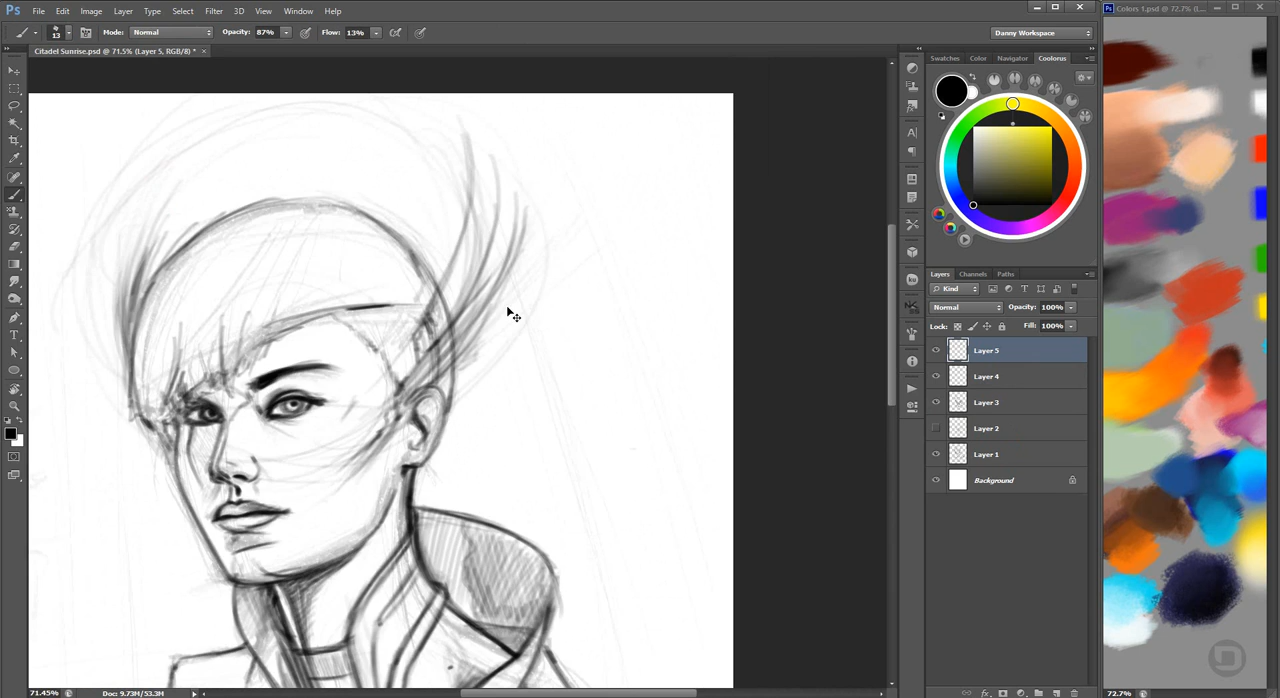 Ps File Edit Image Layer Type Select Filter 3D View Window Help
Ps Colors 1.psd @ 72.7% (L...
13 Mode: Normal Opacity: 87% Flow: 13% Danny Workspace
Citadel Sunrise.psd @ 71.5% (Layer 5, RGB/8) * ×
Swatches Color Navigator Coolorus
Layers Channels Paths
Kind
Normal Opacity: 100%
Lock: Fill: 100%
Layer 5
Layer 4
Layer 3
Layer 2
Layer 1
Background
71.45% Doc: 9.73M/53.3M
72.7%